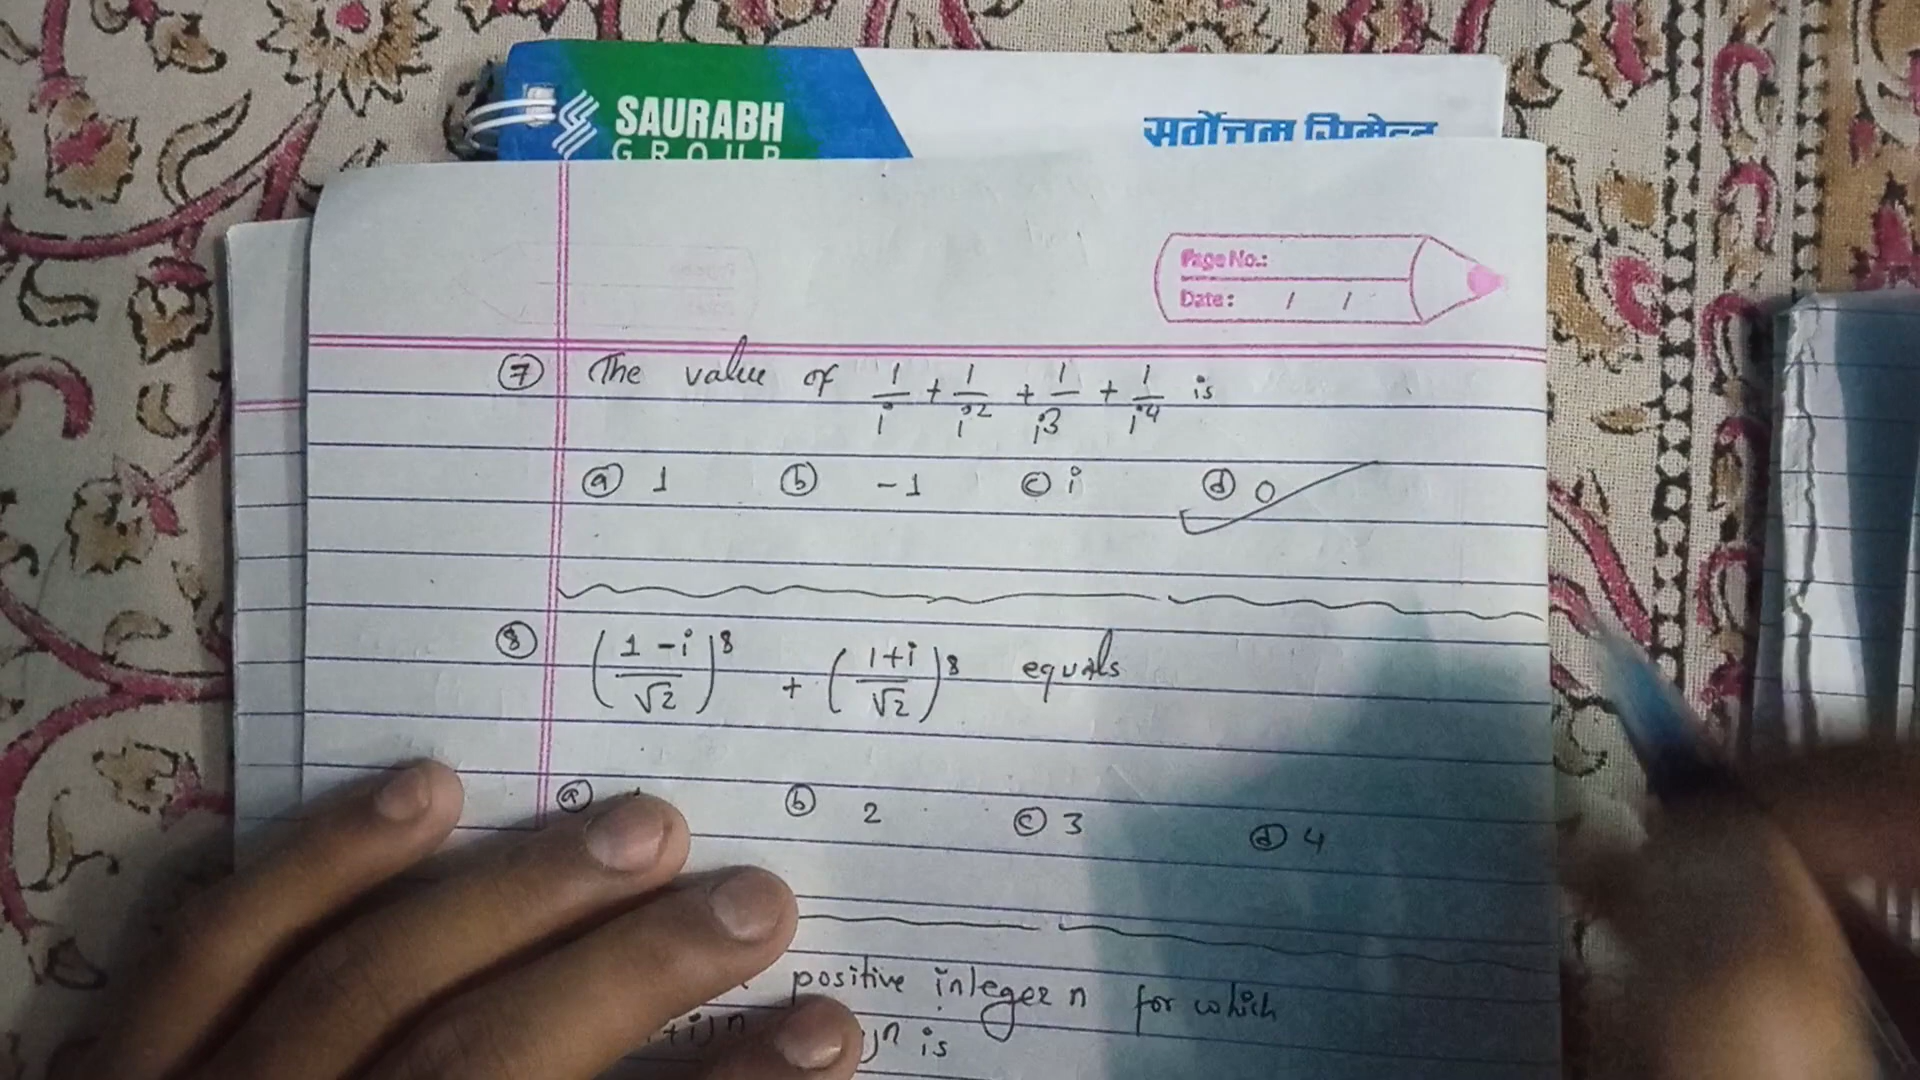 SAURABH
GROUP
सर्वोत्तम सिमेन्ट
Page No.:
Date: / /
(7) The value of 1/i + 1/i² + 1/i³ + 1/i⁴ is
(a) 1 (b) -1 (c) i (d) 0
(8) ((1-i)/√2)⁸ + ((1+i)/√2)⁸ equals
(a) (b) 2 (c) 3 (d) 4
positive integer n for which
+i)ⁿ )ⁿ is